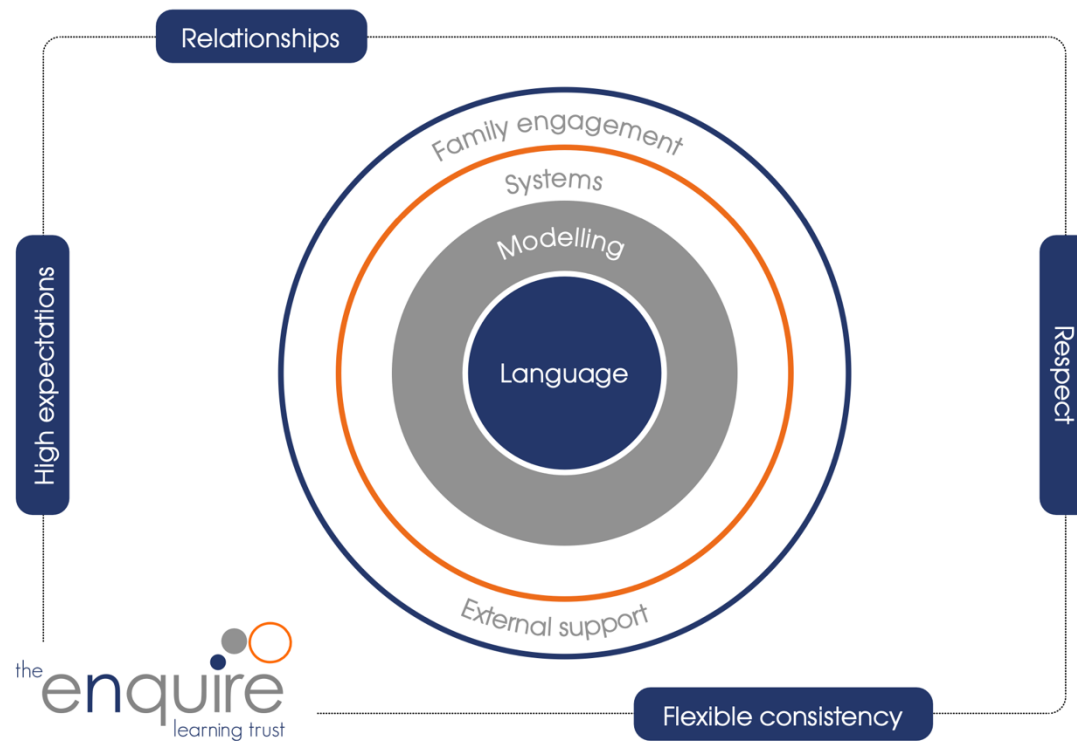 Relationships
Family engagement
Systems
Modelling
Language
High expectations
Respect
External support
the
enquire
learning trust
Flexible consistency